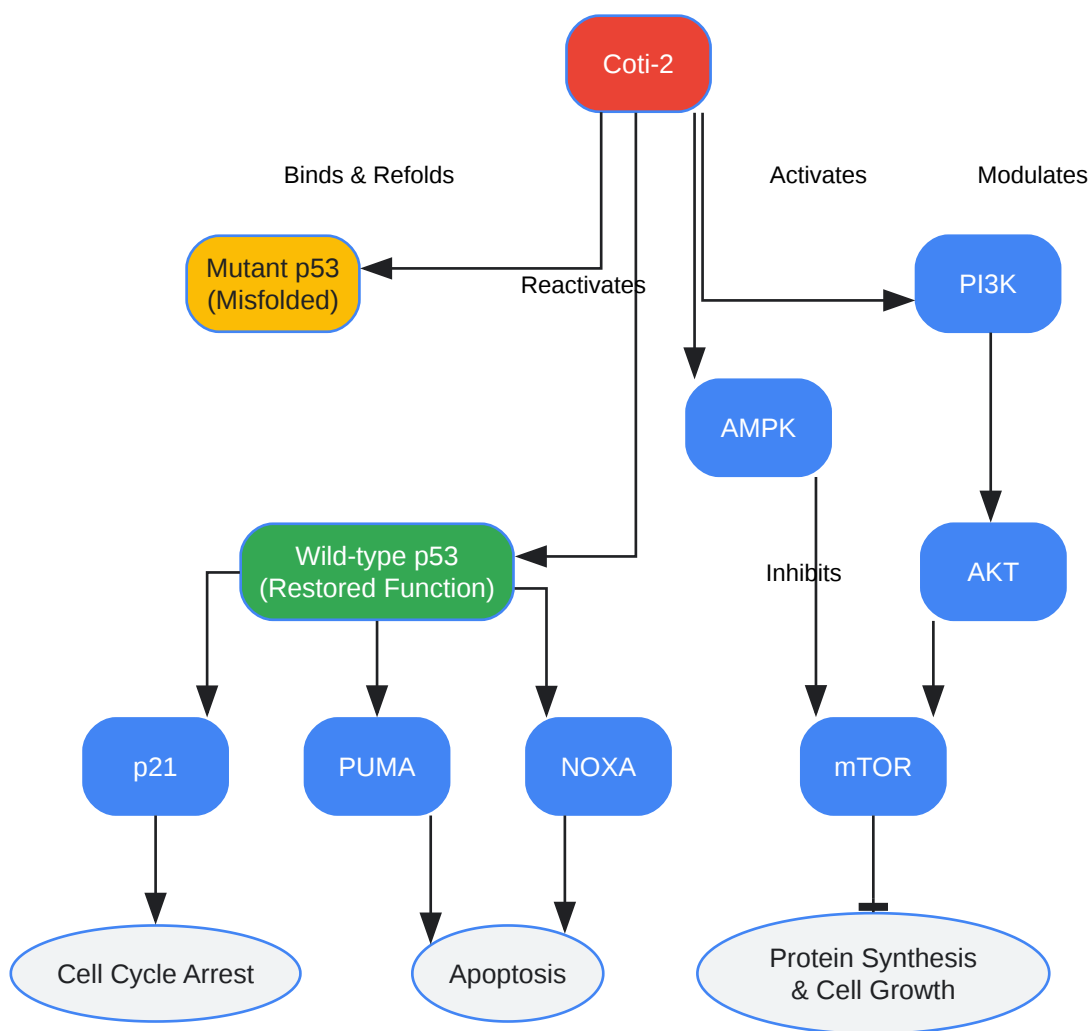 Coti-2
Binds & Refolds
Activates
Modulates
Mutant p53
(Misfolded)
Reactivates
PI3K
AMPK
Wild-type p53
(Restored Function)
Inhibits
AKT
p21
PUMA
NOXA
mTOR
Cell Cycle Arrest
Apoptosis
Protein Synthesis
& Cell Growth